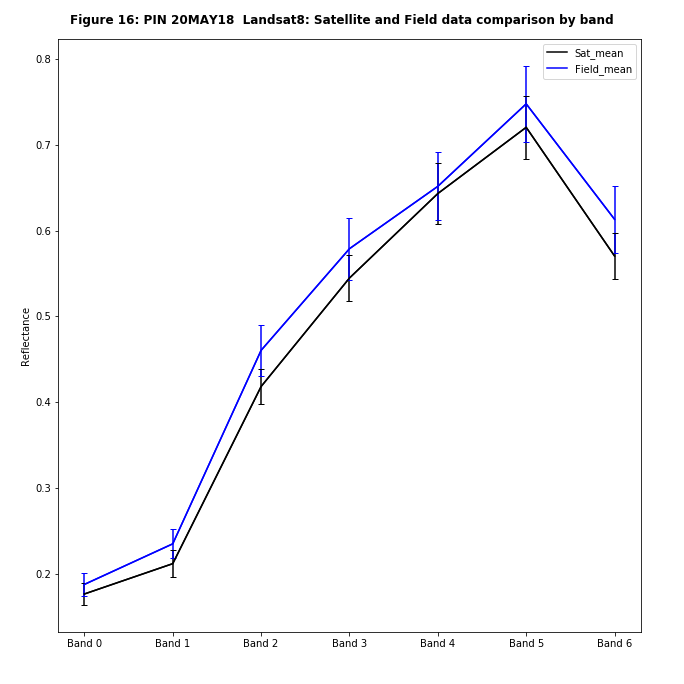 Figure 16: PIN 20MAY18  Landsat8: Satellite and Field data comparison by band
Sat_mean
Field_mean
0.8
0.7
0.6
0.5
0.4
0.3
0.2
Reflectance
Band 0 Band 1 Band 2 Band 3 Band 4 Band 5 Band 6